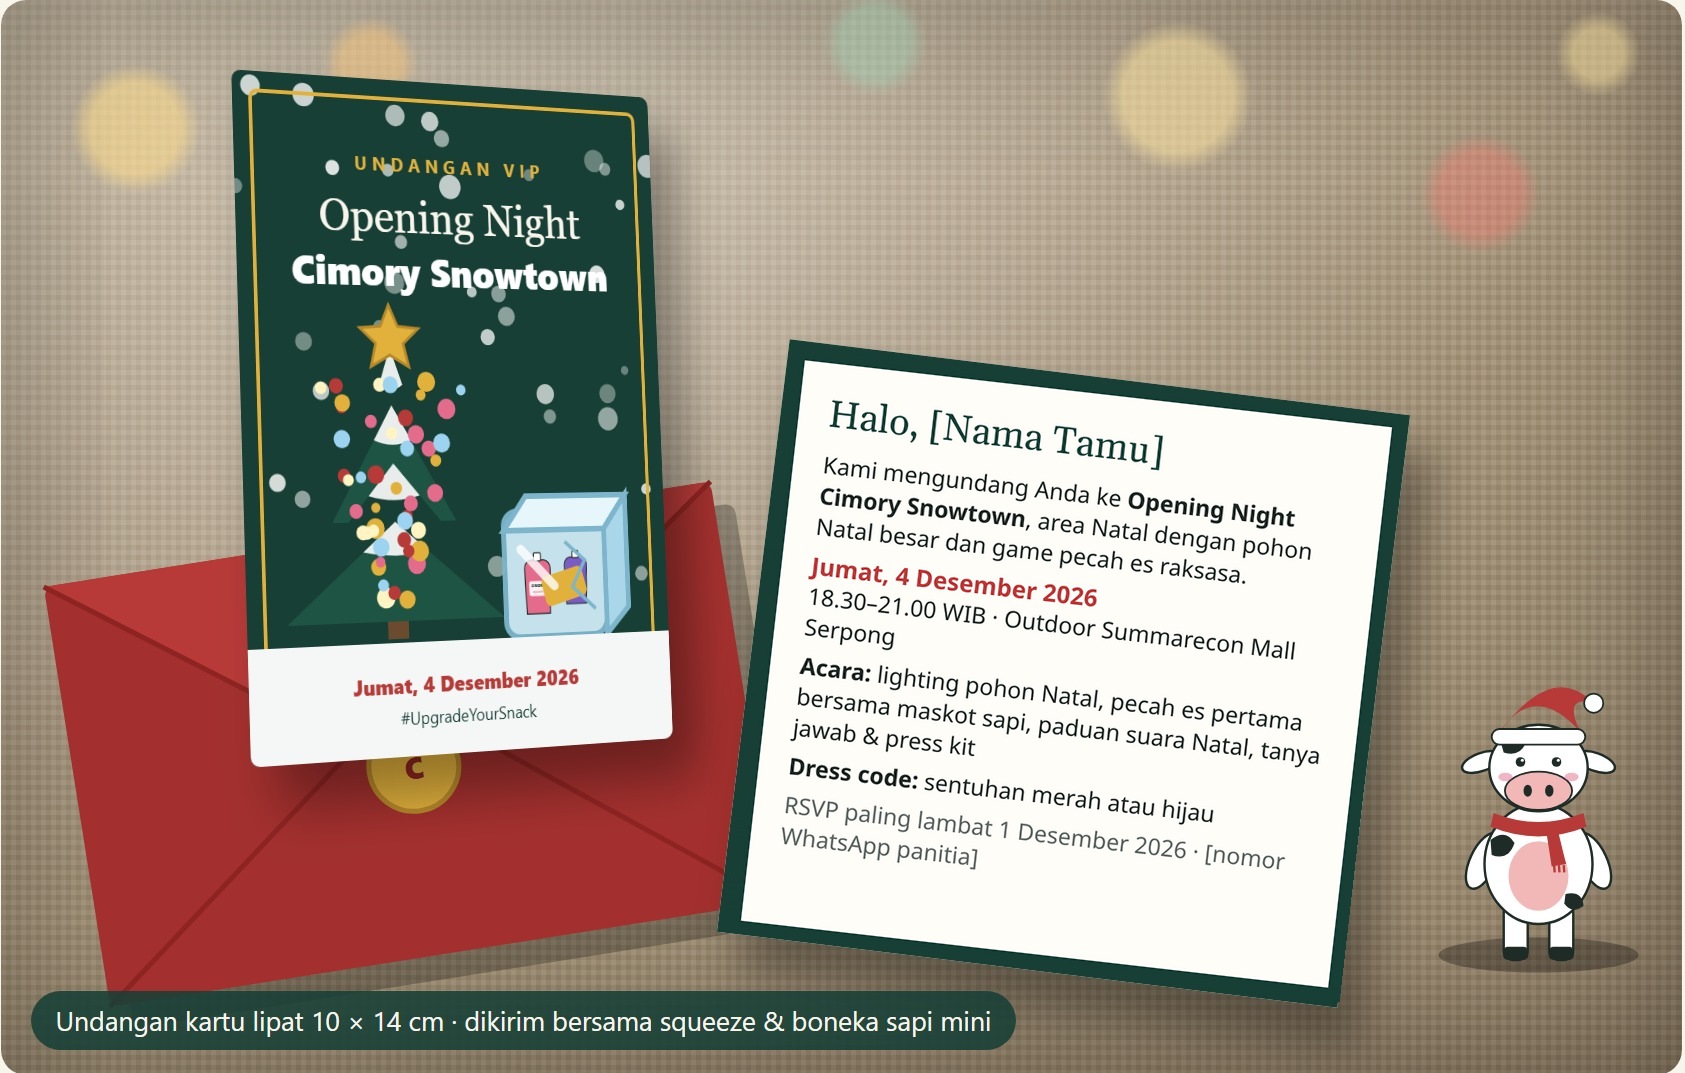 UNDANGAN VIP
Opening Night
Cimory Snowtown
Jumat, 4 Desember 2026
#UpgradeYourSnack
C
Halo, [Nama Tamu]
Kami mengundang Anda ke Opening Night
Cimory Snowtown, area Natal dengan pohon
Natal besar dan game pecah es raksasa.
Jumat, 4 Desember 2026
18.30–21.00 WIB · Outdoor Summarecon Mall
Serpong
Acara: lighting pohon Natal, pecah es pertama
bersama maskot sapi, paduan suara Natal, tanya
jawab & press kit
Dress code: sentuhan merah atau hijau
RSVP paling lambat 1 Desember 2026 · [nomor
WhatsApp panitia]
Undangan kartu lipat 10 × 14 cm · dikirim bersama squeeze & boneka sapi mini